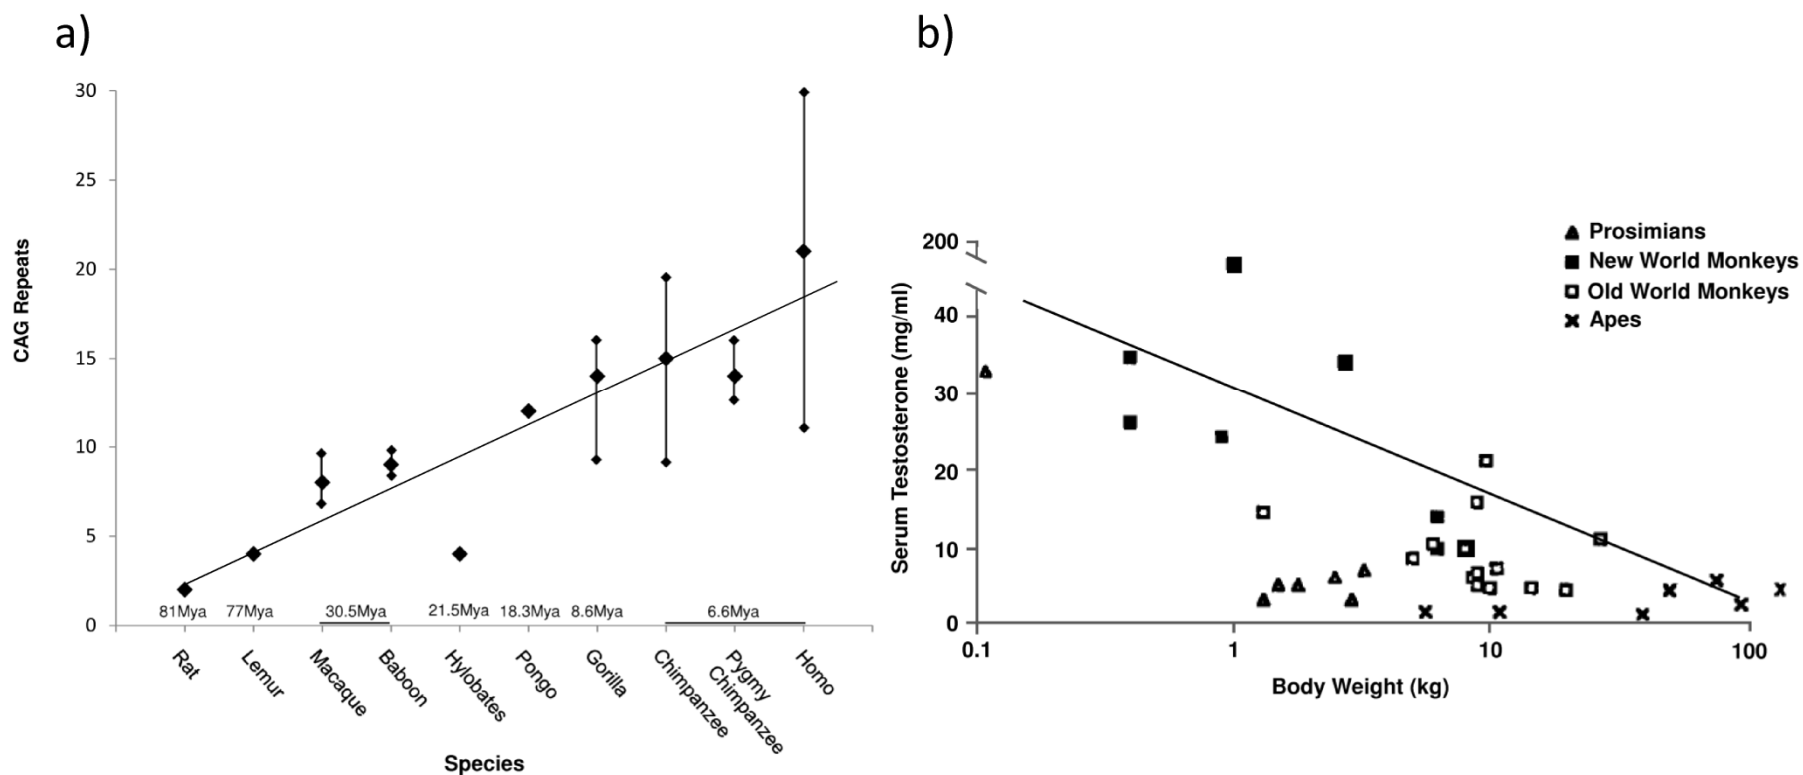 a)
30
25
20
15
10
5
0
CAG Repeats
81Mya 77Mya 30.5Mya 21.5Mya 18.3Mya 8.6Mya 6.6Mya
Rat
Lemur
Macaque
Baboon
Hylobates
Pongo
Gorilla
Chimpanzee
Pygmy
Chimpanzee
Homo
Species
b)
200
40
30
20
10
0
Serum Testosterone (mg/ml)
Prosimians
New World Monkeys
Old World Monkeys
Apes
0.1 1 10 100
Body Weight (kg)